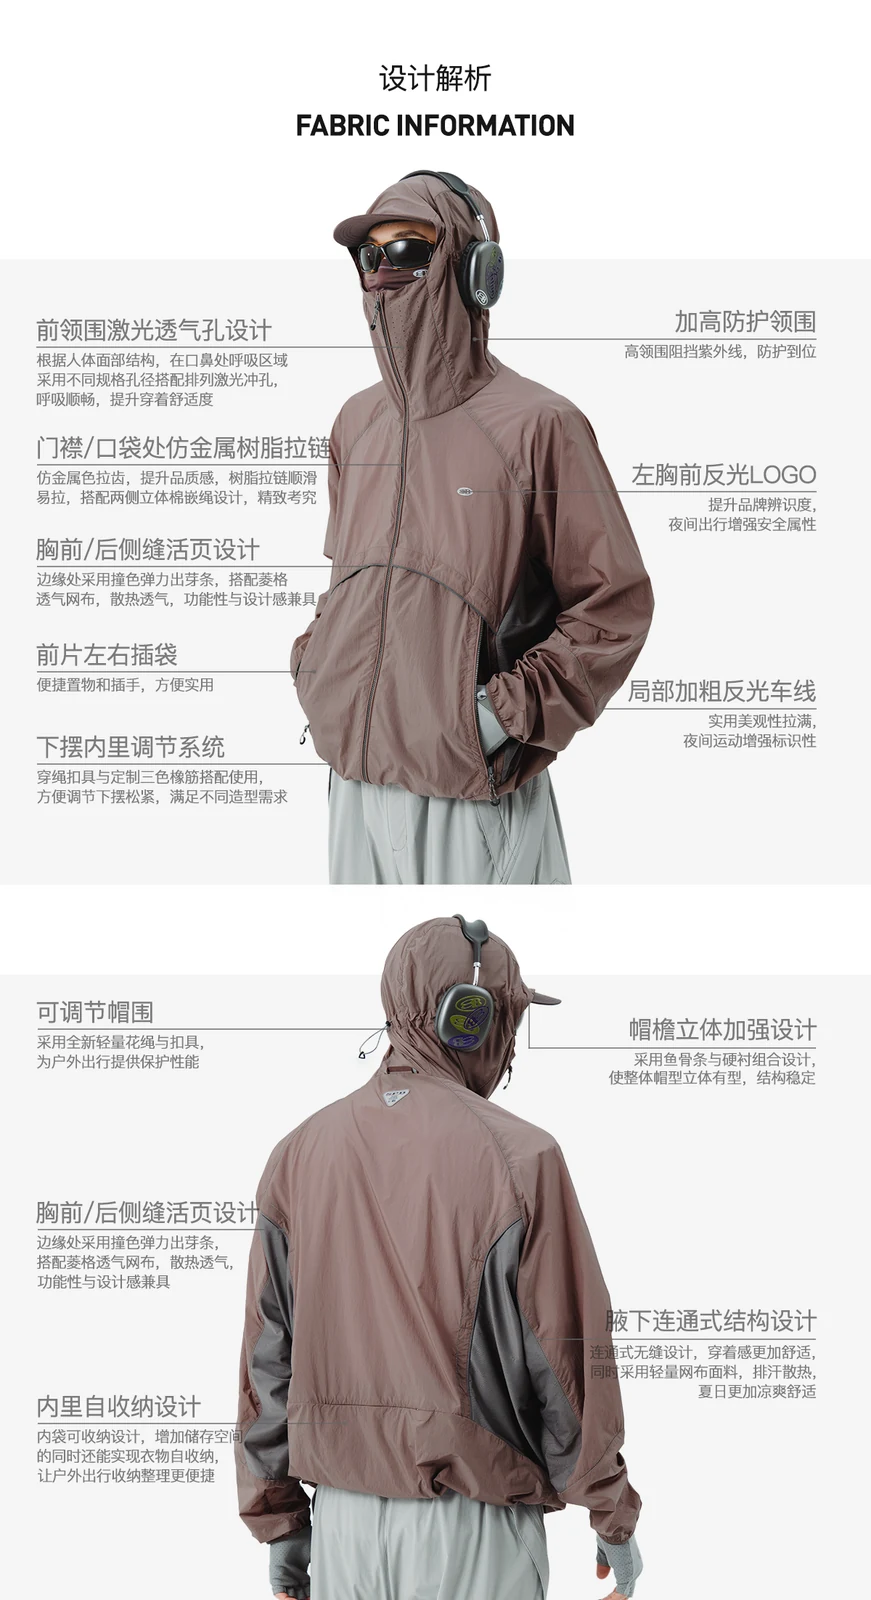 设计解析
FABRIC INFORMATION
前领围激光透气孔设计
根据人体面部结构，在口鼻处呼吸区域
采用不同规格孔径搭配排列激光冲孔，
呼吸顺畅，提升穿着舒适度
加高防护领围
高领围阻挡紫外线，防护到位
门襟/口袋处仿金属树脂拉链
仿金属色拉齿，提升品质感，树脂拉链顺滑
易拉，搭配两侧立体棉嵌绳设计，精致考究
左胸前反光LOGO
提升品牌辨识度，
夜间出行增强安全属性
胸前/后侧缝活页设计
边缘处采用撞色弹力出芽条，搭配菱格
透气网布，散热透气，功能性与设计感兼具
前片左右插袋
便捷置物和插手，方便实用
局部加粗反光车线
实用美观性拉满，
夜间运动增强标识性
下摆内里调节系统
穿绳扣具与定制三色橡筋搭配使用，
方便调节下摆松紧，满足不同造型需求
可调节帽围
采用全新轻量花绳与扣具，
为户外出行提供保护性能
帽檐立体加强设计
采用鱼骨条与硬衬组合设计，
使整体帽型立体有型，结构稳定
胸前/后侧缝活页设计
边缘处采用撞色弹力出芽条，
搭配菱格透气网布，散热透气，
功能性与设计感兼具
腋下连通式结构设计
连通式无缝设计，穿着感更加舒适，
同时采用轻量网布面料，排汗散热，
夏日更加凉爽舒适
内里自收纳设计
内袋可收纳设计，增加储存空间
的同时还能实现衣物自收纳，
让户外出行收纳整理更便捷